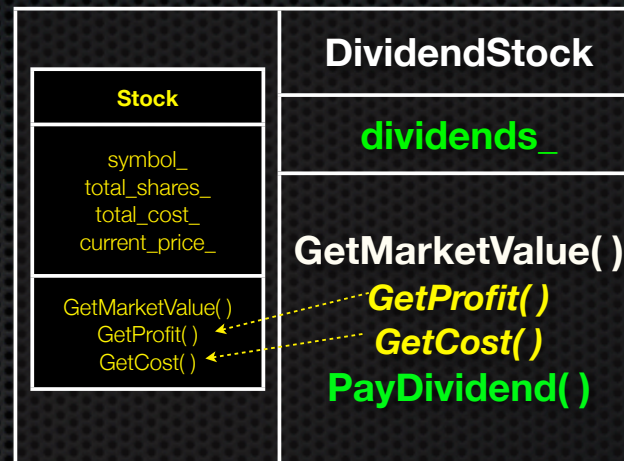 Stock
symbol_
total_shares_
total_cost_
current_price_
GetMarketValue( )
GetProfit( )
GetCost( )
DividendStock
dividends_
GetMarketValue( )
GetProfit( )
GetCost( )
PayDividend( )